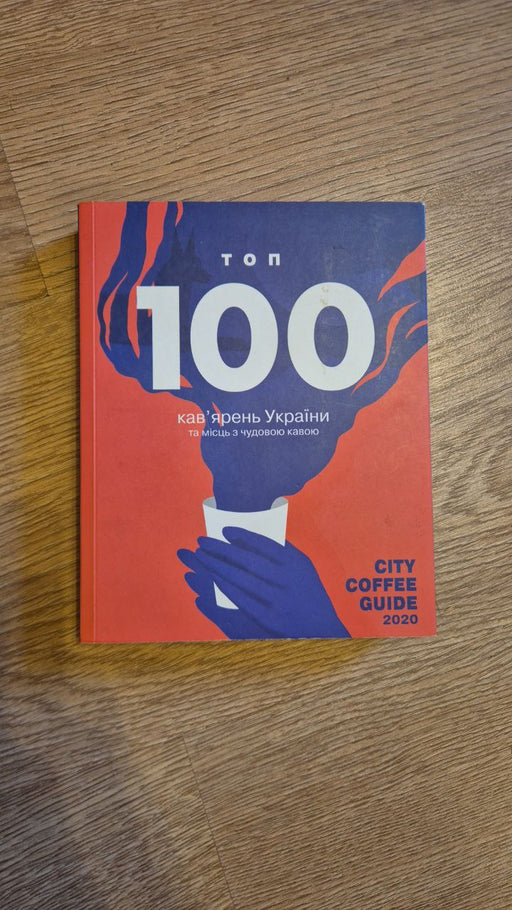 ТОП
100
кав’ярень України
та місць з чудовою кавою
CITY
COFFEE
GUIDE
2020